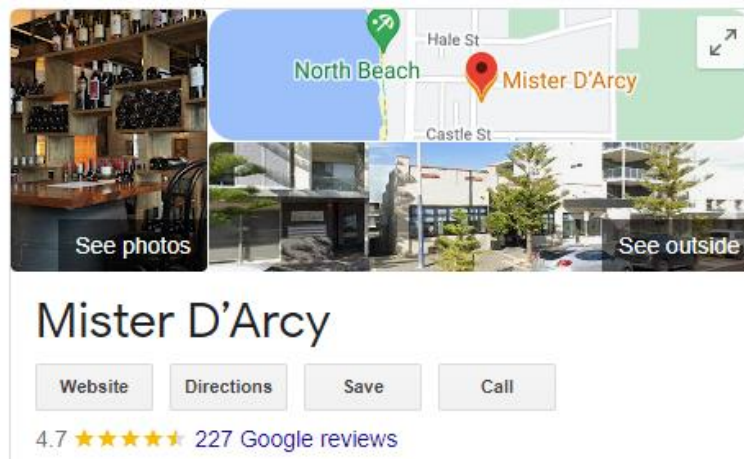 Hale St
North Beach
Mister D'Arcy
Castle St
See photos
See outside
Mister D’Arcy
Website
Directions
Save
Call
4.7
227 Google reviews